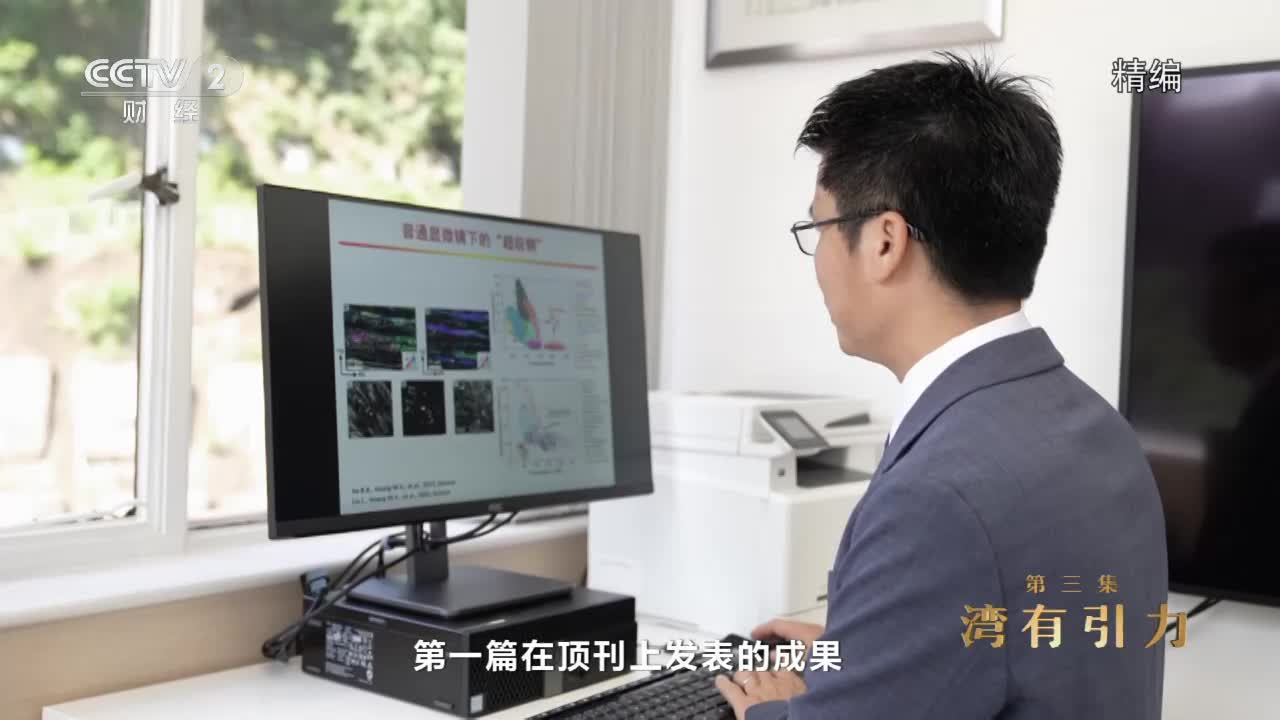 CCTV 2
财经
精编
普通显微镜下的“超级钢”
第三集
湾有引力
第一篇在顶刊上发表的成果